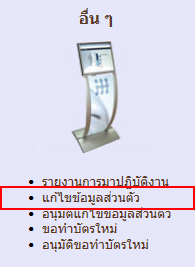 อื่น ๆ
รายงานการมาปฏิบัติงาน
แก้ไขข้อมูลส่วนตัว
อนุมัติแก้ไขข้อมูลส่วนตัว
ขอทำบัตรใหม่
อนุมัติขอทำบัตรใหม่